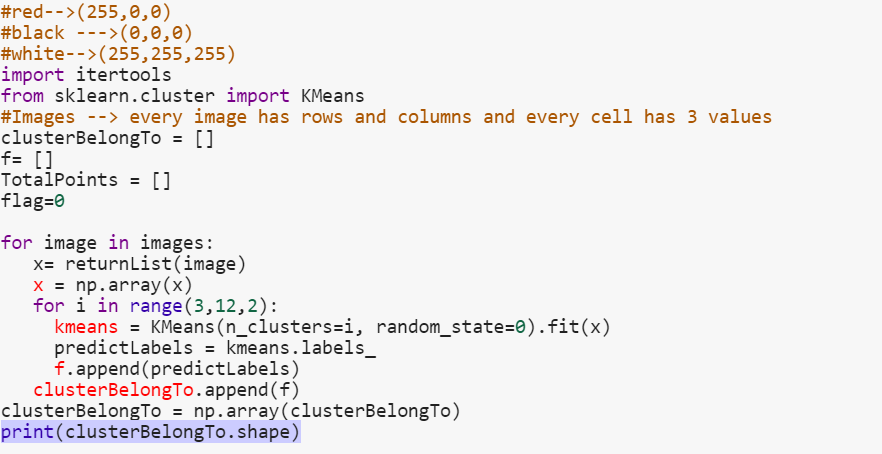 #red-->(255,0,0)
#black --->(0,0,0)
#white-->(255,255,255)
import itertools
from sklearn.cluster import KMeans
#Images --> every image has rows and columns and every cell has 3 values
clusterBelongTo = []
f= []
TotalPoints = []
flag=0

for image in images:
   x= returnList(image)
   x = np.array(x)
   for i in range(3,12,2):
     kmeans = KMeans(n_clusters=i, random_state=0).fit(x)
     predictLabels = kmeans.labels_
     f.append(predictLabels)
   clusterBelongTo.append(f)
clusterBelongTo = np.array(clusterBelongTo)
print(clusterBelongTo.shape)